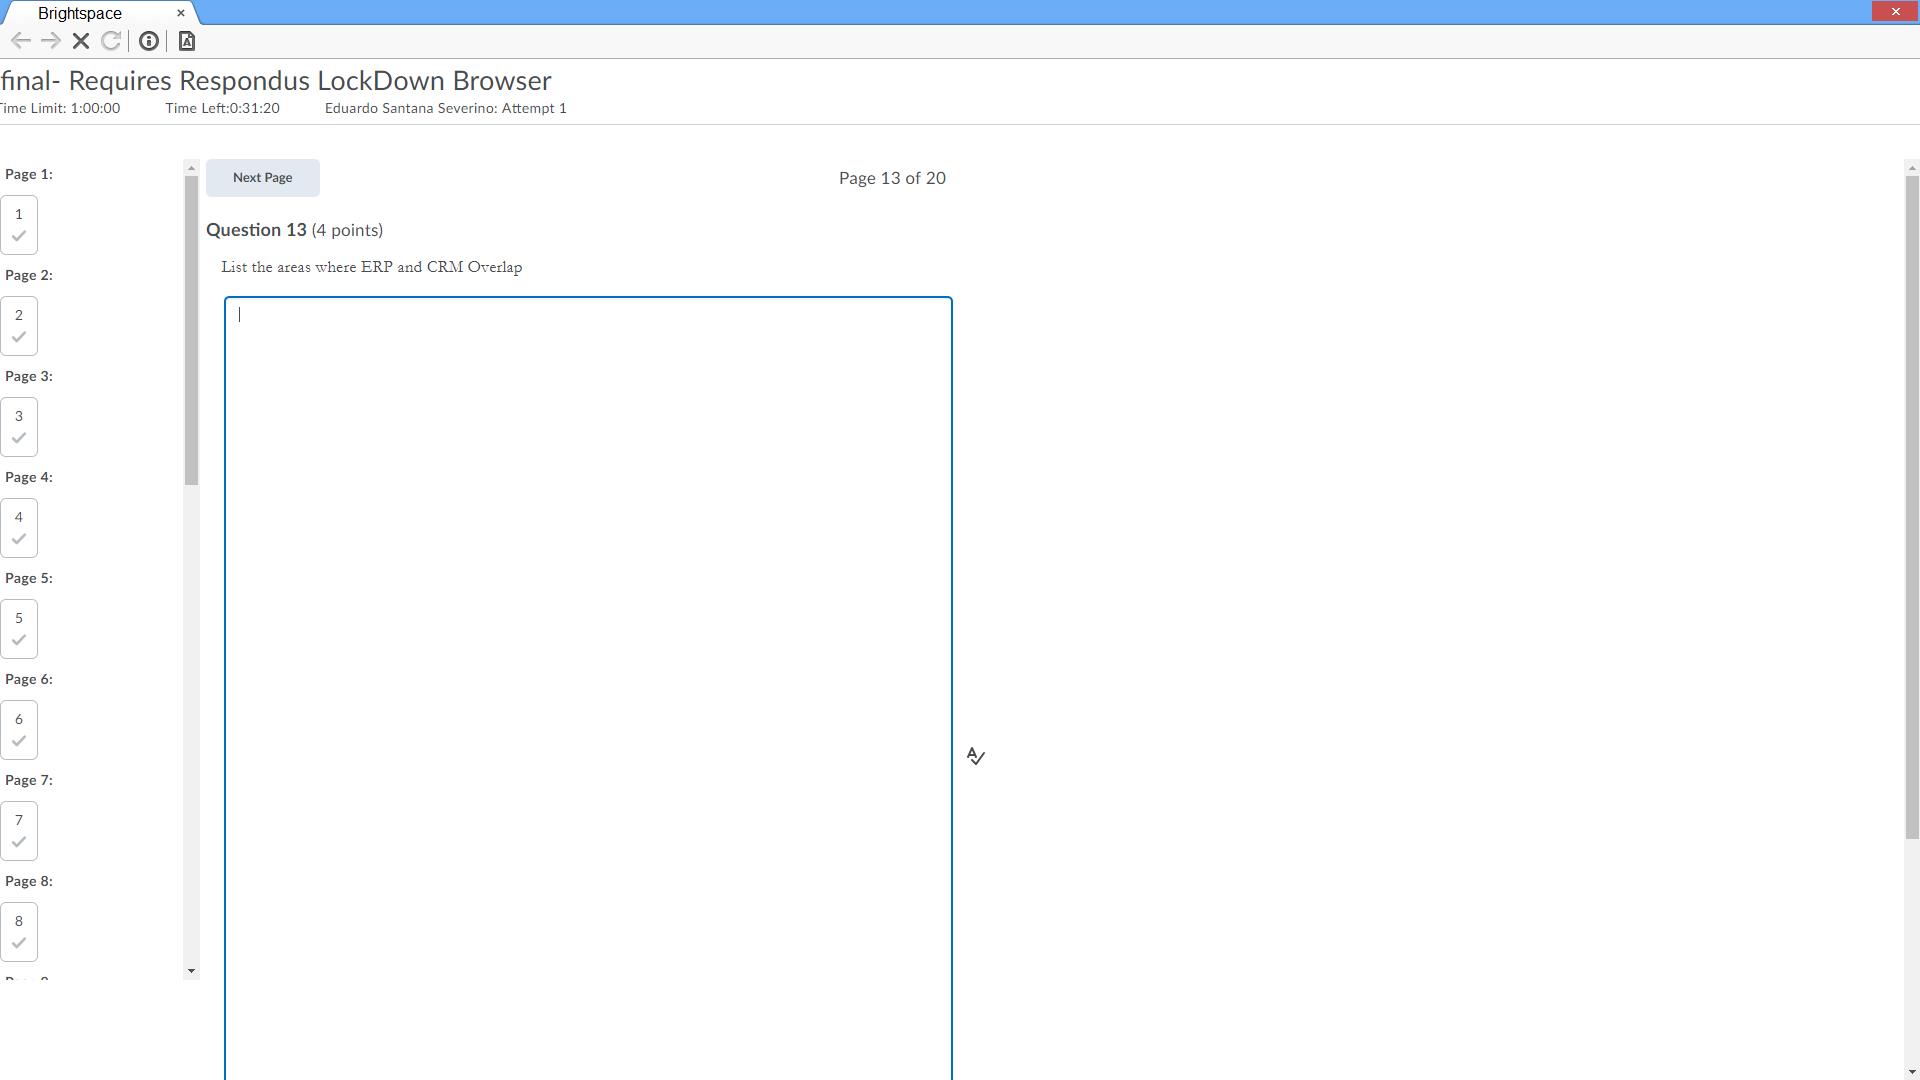 Brightspace
final- Requires Respondus LockDown Browser
Time Limit: 1:00:00 Time Left:0:31:20 Eduardo Santana Severino: Attempt 1
Page 1:
1
Page 2:
2
Page 3:
3
Page 4:
4
Page 5:
5
Page 6:
6
Page 7:
7
Page 8:
8
Next Page
Page 13 of 20
Question 13 (4 points)
List the areas where ERP and CRM Overlap